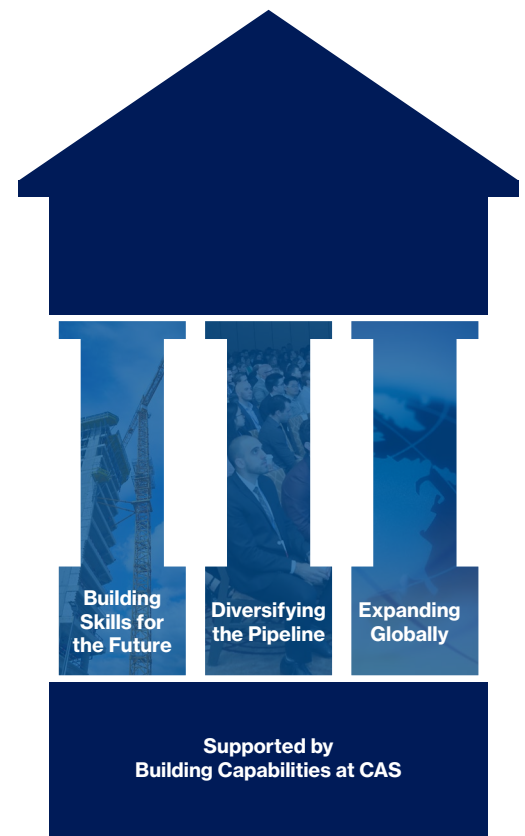 Building
Skills for
the Future
Diversifying
the Pipeline
Expanding
Globally
Supported by
Building Capabilities at CAS